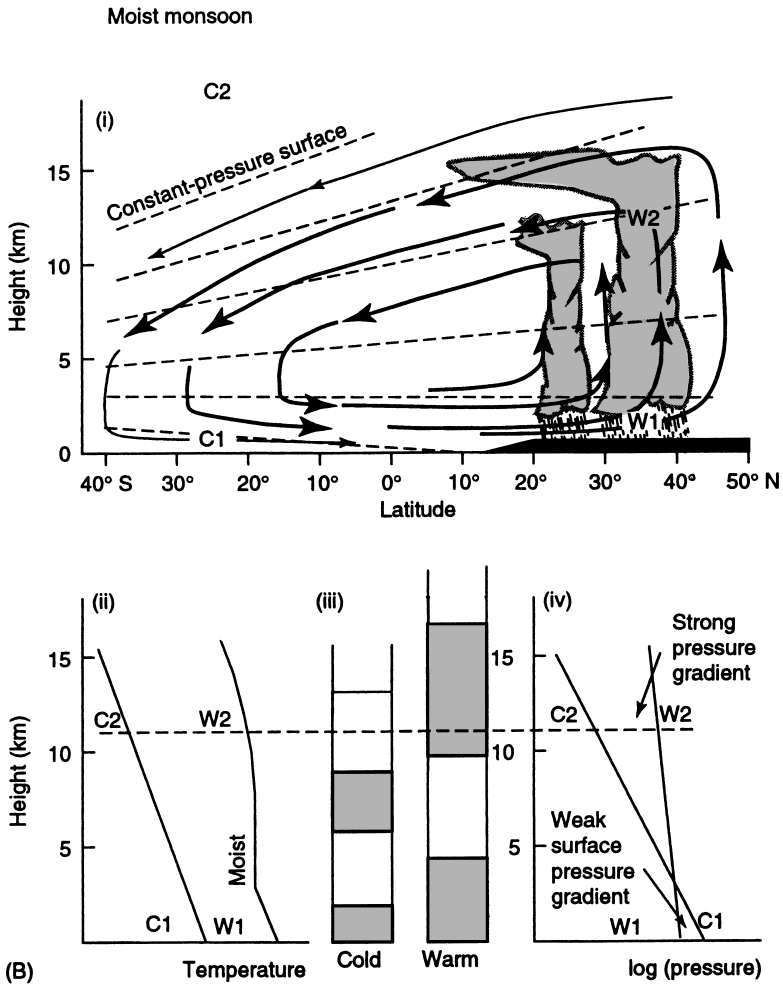 Moist monsoon
C2
(i)
Constant-pressure surface
15
10
5
0
Height (km)
W2
W1
C1
40° S
30°
20°
10°
0°
10°
20°
30°
40°
50° N
Latitude
(ii)
15
10
5
Height (km)
C2
W2
Moist
C1
W1
Temperature
(iii)
Cold
Warm
(iv)
15
10
5
Strong
pressure
gradient
C2
W2
Weak
surface
pressure
gradient
W1
C1
log (pressure)
(B)